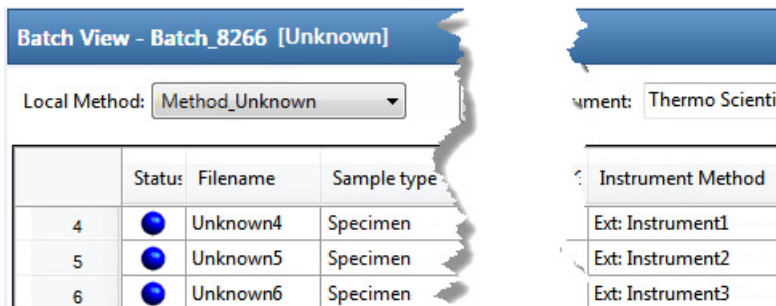 Batch View - Batch_8266 [Unknown]
Local Method: Method_Unknown ument: Thermo Scienti
Status Filename Sample type ? Instrument Method
4 Unknown4 Specimen Ext: Instrument1
5 Unknown5 Specimen Ext: Instrument2
6 Unknown6 Specimen Ext: Instrument3